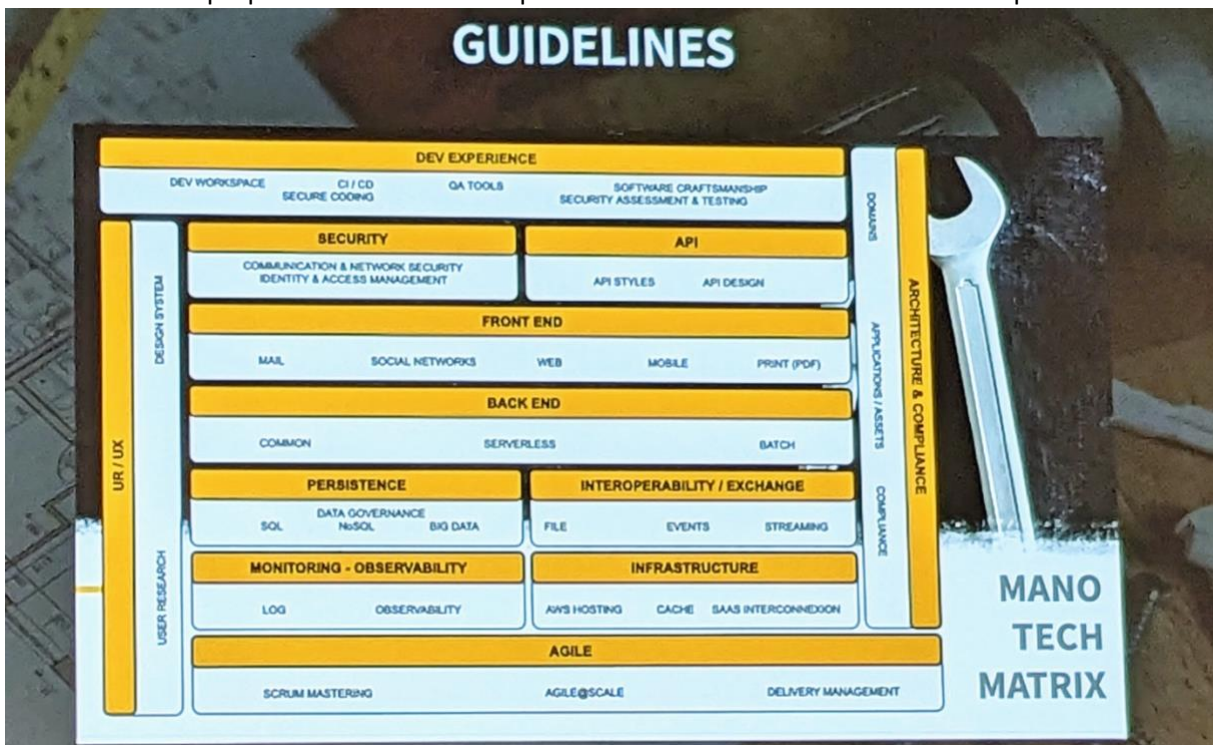 GUIDELINES
DEV EXPERIENCE
DEV WORKSPACE CI / CD QA TOOLS SOFTWARE CRAFTSMANSHIP
SECURE CODING SECURITY ASSESSMENT & TESTING
UR / UX
DESIGN SYSTEM
USER RESEARCH
SECURITY
COMMUNICATION & NETWORK SECURITY
IDENTITY & ACCESS MANAGEMENT
API
API STYLES API DESIGN
FRONT END
MAIL SOCIAL NETWORKS WEB MOBILE PRINT (PDF)
BACK END
COMMON SERVERLESS BATCH
PERSISTENCE
DATA GOVERNANCE
SQL NoSQL BIG DATA
INTEROPERABILITY / EXCHANGE
FILE EVENTS STREAMING
MONITORING - OBSERVABILITY
LOG OBSERVABILITY
INFRASTRUCTURE
AWS HOSTING CACHE SAAS INTERCONNEXION
AGILE
SCRUM MASTERING AGILE@SCALE DELIVERY MANAGEMENT
DOMAINS
APPLICATIONS / ASSETS
COMPLIANCE
ARCHITECTURE & COMPLIANCE
MANO
TECH
MATRIX